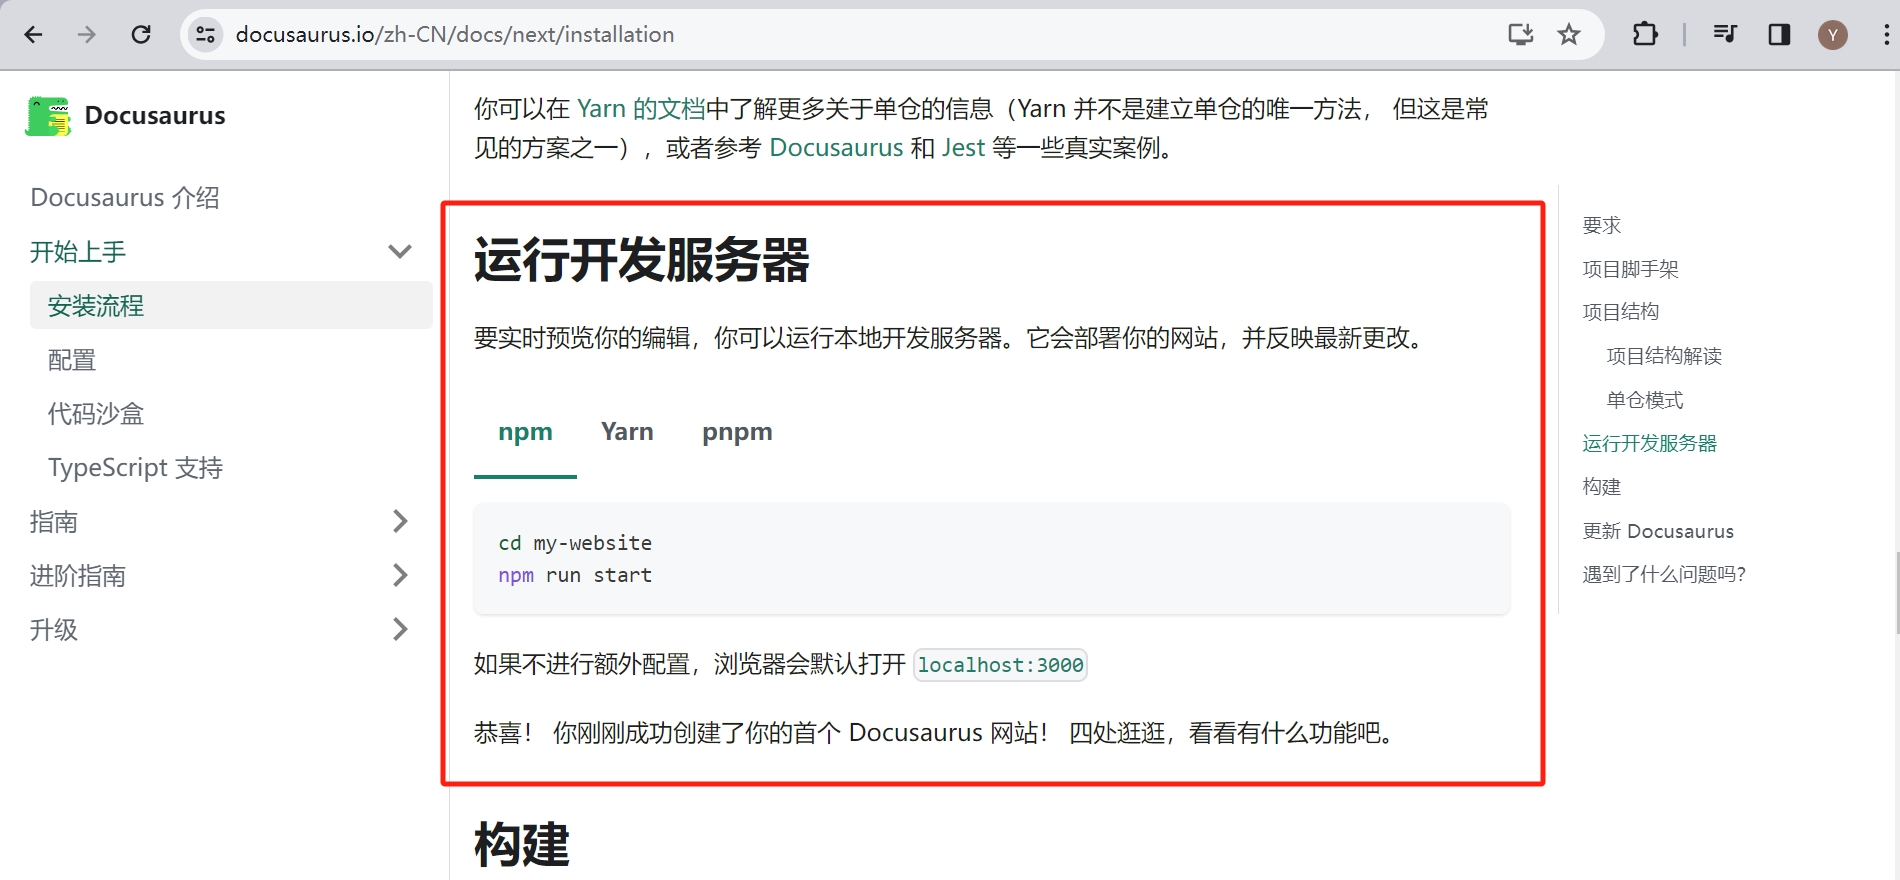 docusaurus.io/zh-CN/docs/next/installation
Y
Docusaurus
Docusaurus 介绍
开始上手
安装流程
配置
代码沙盒
TypeScript 支持
指南
进阶指南
升级
你可以在 Yarn 的文档中了解更多关于单仓的信息（Yarn 并不是建立单仓的唯一方法， 但这是常
见的方案之一），或者参考 Docusaurus 和 Jest 等一些真实案例。
运行开发服务器
要实时预览你的编辑，你可以运行本地开发服务器。它会部署你的网站，并反映最新更改。
npm Yarn pnpm
cd my-website
npm run start
如果不进行额外配置，浏览器会默认打开 localhost:3000
恭喜！ 你刚刚成功创建了你的首个 Docusaurus 网站！ 四处逛逛，看看有什么功能吧。
构建
要求
项目脚手架
项目结构
项目结构解读
单仓模式
运行开发服务器
构建
更新 Docusaurus
遇到了什么问题吗？